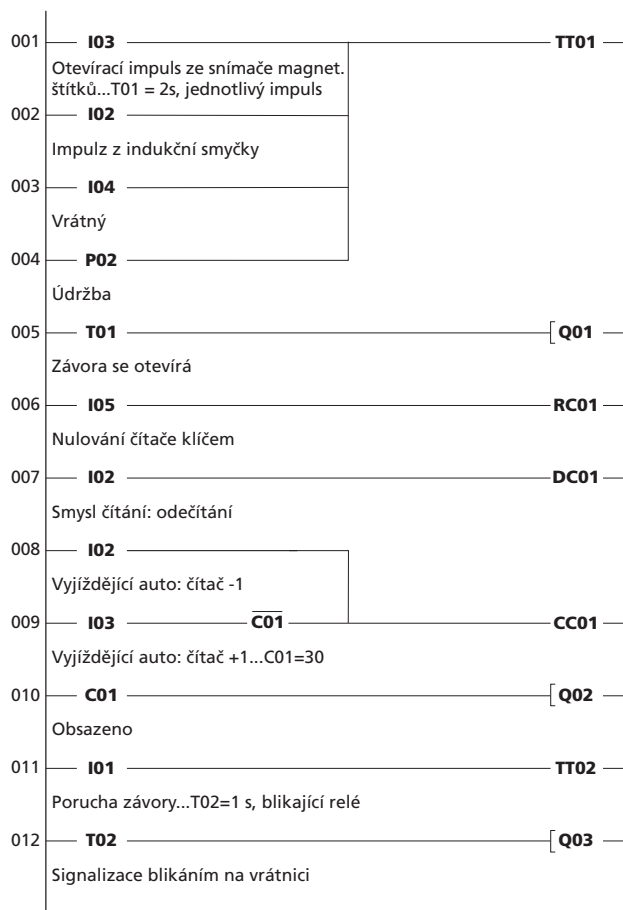 001 I03 TT01
Otevírací impuls ze snímače magnet.
štítků...T01 = 2s, jednotlivý impuls
002 I02
Impulz z indukční smyčky
003 I04
Vrátný
004 P02
Údržba
005 T01 [ Q01
Závora se otevírá
006 I05 RC01
Nulování čítače klíčem
007 I02 DC01
Smysl čítání: odečítání
008 I02
Vyjíždějící auto: čítač -1
009 I03 C̅0̅1̅ CC01
Vyjíždějící auto: čítač +1...C01=30
010 C01 [ Q02
Obsazeno
011 I01 TT02
Porucha závory...T02=1 s, blikající relé
012 T02 [ Q03
Signalizace blikáním na vrátnici